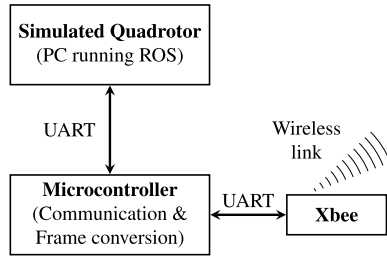 Simulated Quadrotor
(PC running ROS)
UART
Wireless
link
Microcontroller
(Communication &
Frame conversion)
UART
Xbee